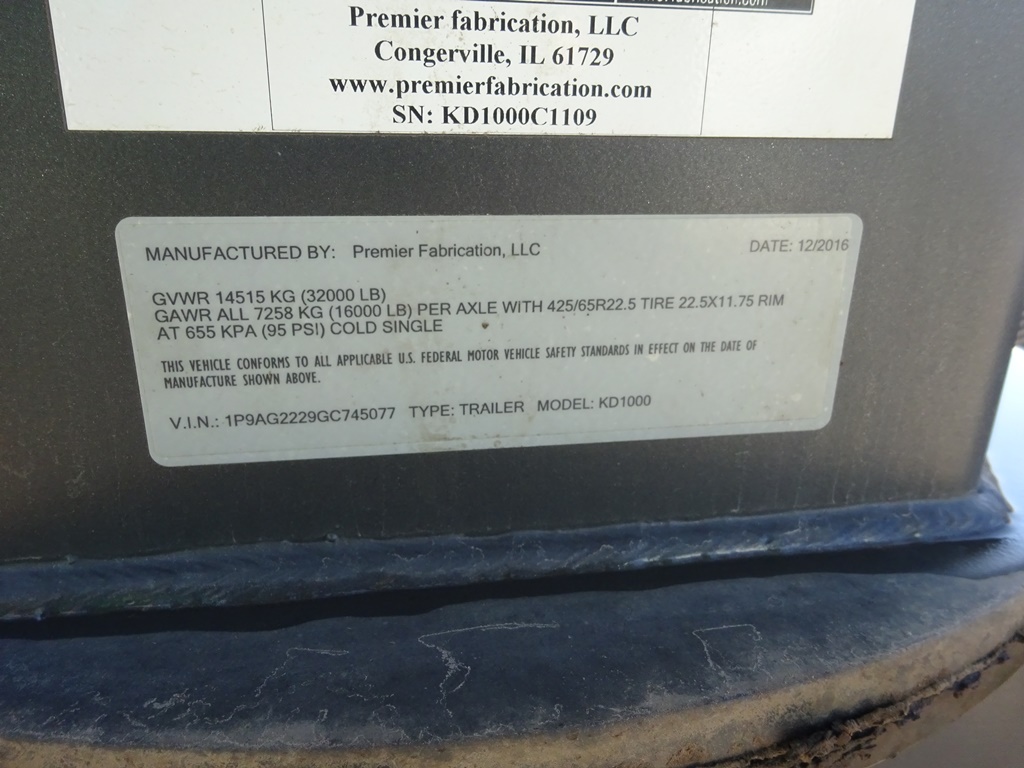 Premier fabrication, LLC
Congerville, IL 61729
www.premierfabrication.com
SN: KD1000C1109
MANUFACTURED BY: Premier Fabrication, LLC DATE: 12/2016
GVWR 14515 KG (32000 LB)
GAWR ALL 7258 KG (16000 LB) PER AXLE WITH 425/65R22.5 TIRE 22.5X11.75 RIM
AT 655 KPA (95 PSI) COLD SINGLE
THIS VEHICLE CONFORMS TO ALL APPLICABLE U.S. FEDERAL MOTOR VEHICLE SAFETY STANDARDS IN EFFECT ON THE DATE OF
MANUFACTURE SHOWN ABOVE.
V.I.N.: 1P9AG2229GC745077 TYPE: TRAILER MODEL: KD1000